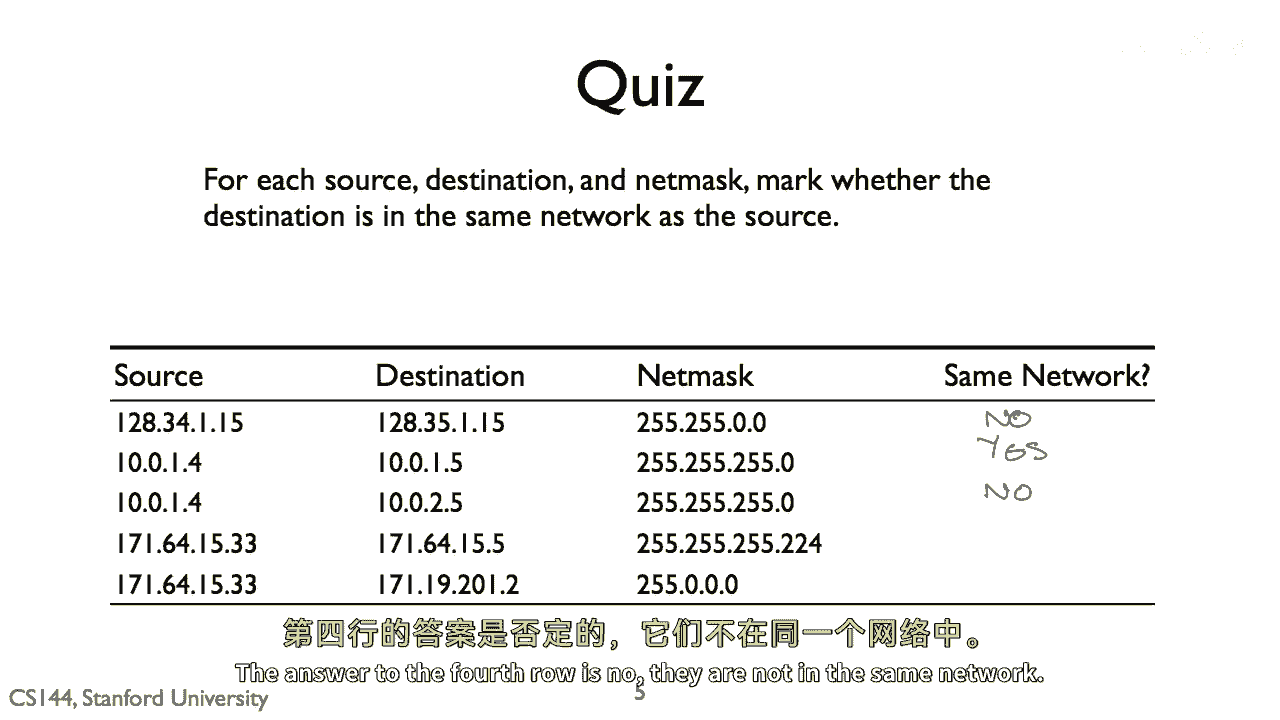 Quiz
For each source, destination, and netmask, mark whether the
destination is in the same network as the source.
Source Destination Netmask Same Network?
128.34.1.15 128.35.1.15 255.255.0.0 NO
10.0.1.4 10.0.1.5 255.255.255.0 YES
10.0.1.4 10.0.2.5 255.255.255.0 NO
171.64.15.33 171.64.15.5 255.255.255.224
171.64.15.33 171.19.201.2 255.0.0.0
第四行的答案是否定的，它们不在同一个网络中。
The answer to the fourth row is no, they are not in the same network.
CS144, Stanford University
5